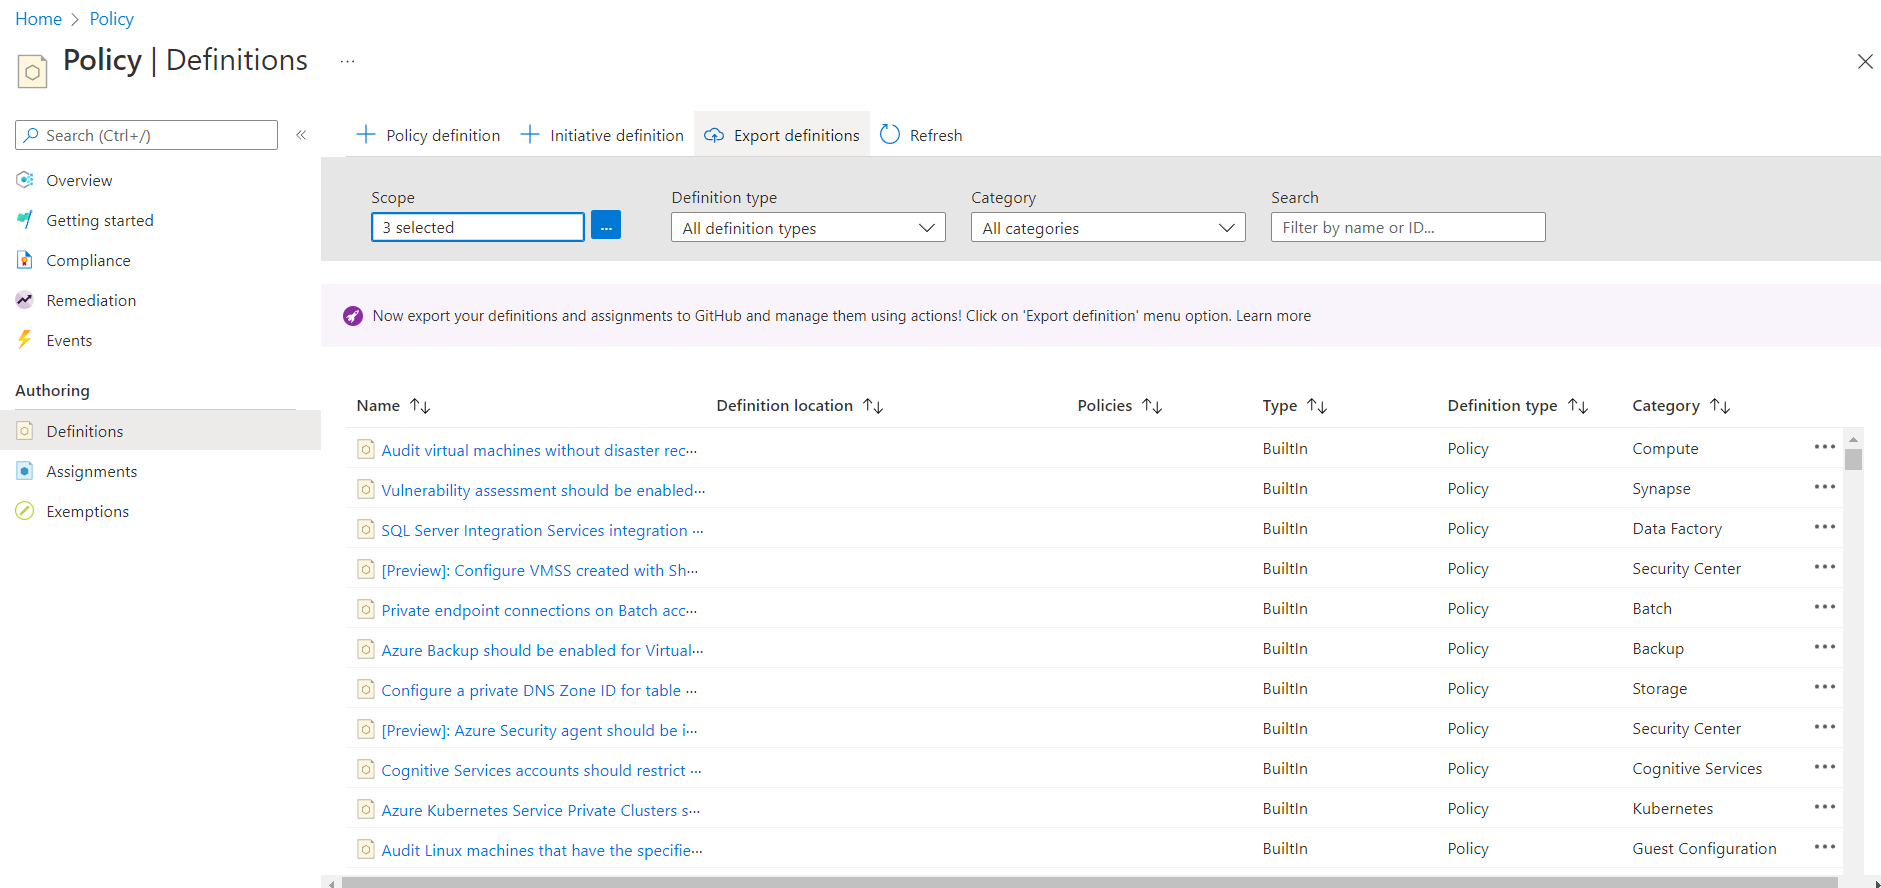 Home > Policy
Policy | Definitions ...
Search (Ctrl+/) «
Overview
Getting started
Compliance
Remediation
Events
Authoring
Definitions
Assignments
Exemptions
+ Policy definition + Initiative definition Export definitions Refresh
Scope Definition type Category Search
3 selected ... All definition types All categories Filter by name or ID...
Now export your definitions and assignments to GitHub and manage them using actions! Click on 'Export definition' menu option. Learn more
Name ↑↓ Definition location ↑↓ Policies ↑↓ Type ↑↓ Definition type ↑↓ Category ↑↓
Audit virtual machines without disaster rec... BuiltIn Policy Compute ...
Vulnerability assessment should be enabled... BuiltIn Policy Synapse ...
SQL Server Integration Services integration ... BuiltIn Policy Data Factory ...
[Preview]: Configure VMSS created with Sh... BuiltIn Policy Security Center ...
Private endpoint connections on Batch acc... BuiltIn Policy Batch ...
Azure Backup should be enabled for Virtual... BuiltIn Policy Backup ...
Configure a private DNS Zone ID for table ... BuiltIn Policy Storage ...
[Preview]: Azure Security agent should be i... BuiltIn Policy Security Center ...
Cognitive Services accounts should restrict ... BuiltIn Policy Cognitive Services ...
Azure Kubernetes Service Private Clusters s... BuiltIn Policy Kubernetes ...
Audit Linux machines that have the specifie... BuiltIn Policy Guest Configuration ...